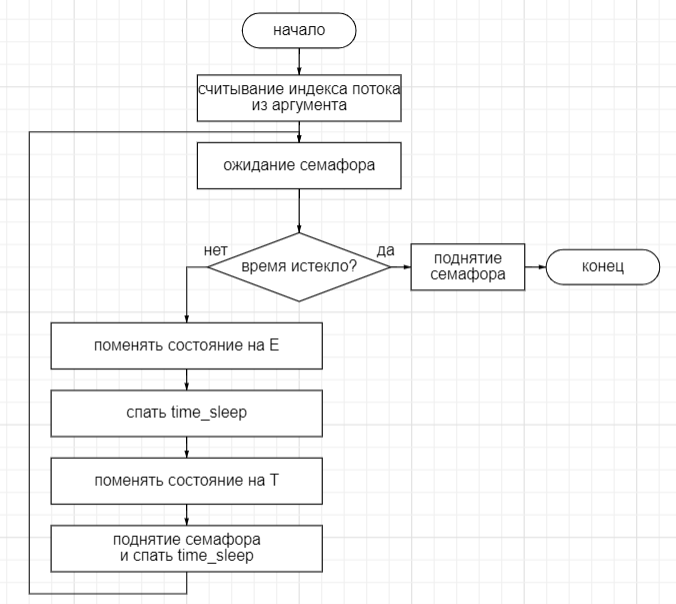 начало
считывание индекса потока
из аргумента
ожидание семафора
нет
да
время истекло?
поднятие
семафора
конец
поменять состояние на E
спать time_sleep
поменять состояние на T
поднятие семафора
и спать time_sleep